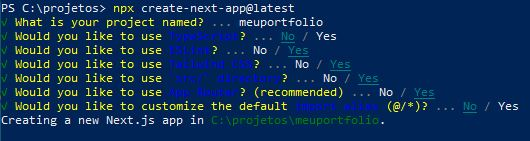 PS C:\projetos> npx create-next-app@latest
√ What is your project named? ... meuportfolio
√ Would you like to use TypeScript? ... No / Yes
√ Would you like to use ESLint? ... No / Yes
√ Would you like to use Tailwind CSS? ... No / Yes
√ Would you like to use `src/` directory? ... No / Yes
√ Would you like to use App Router? (recommended) ... No / Yes
√ Would you like to customize the default import alias (@/*)? ... No / Yes
Creating a new Next.js app in C:\projetos\meuportfolio.